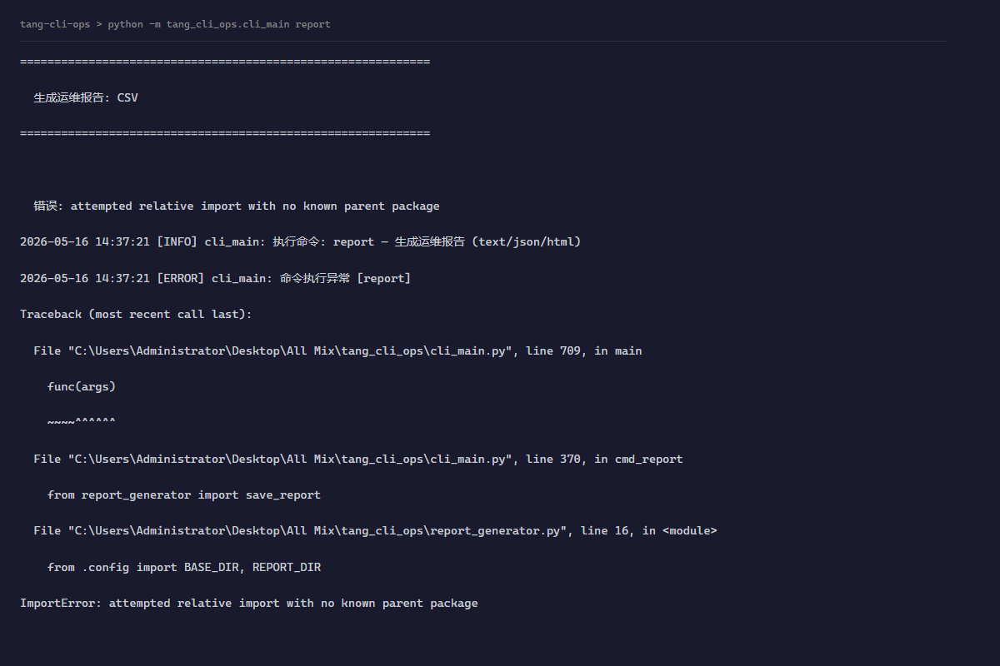 tang-cli-ops > python -m tang_cli_ops.cli_main report
============================================================
生成运维报告: CSV
============================================================
错误: attempted relative import with no known parent package
2026-05-16 14:37:21 [INFO] cli_main: 执行命令: report — 生成运维报告 (text/json/html)
2026-05-16 14:37:21 [ERROR] cli_main: 命令执行异常 [report]
Traceback (most recent call last):
File "C:\Users\Administrator\Desktop\All Mix\tang_cli_ops\cli_main.py", line 709, in main
func(args)
~~~~^^^^^^
File "C:\Users\Administrator\Desktop\All Mix\tang_cli_ops\cli_main.py", line 370, in cmd_report
from report_generator import save_report
File "C:\Users\Administrator\Desktop\All Mix\tang_cli_ops\report_generator.py", line 16, in <module>
from .config import BASE_DIR, REPORT_DIR
ImportError: attempted relative import with no known parent package